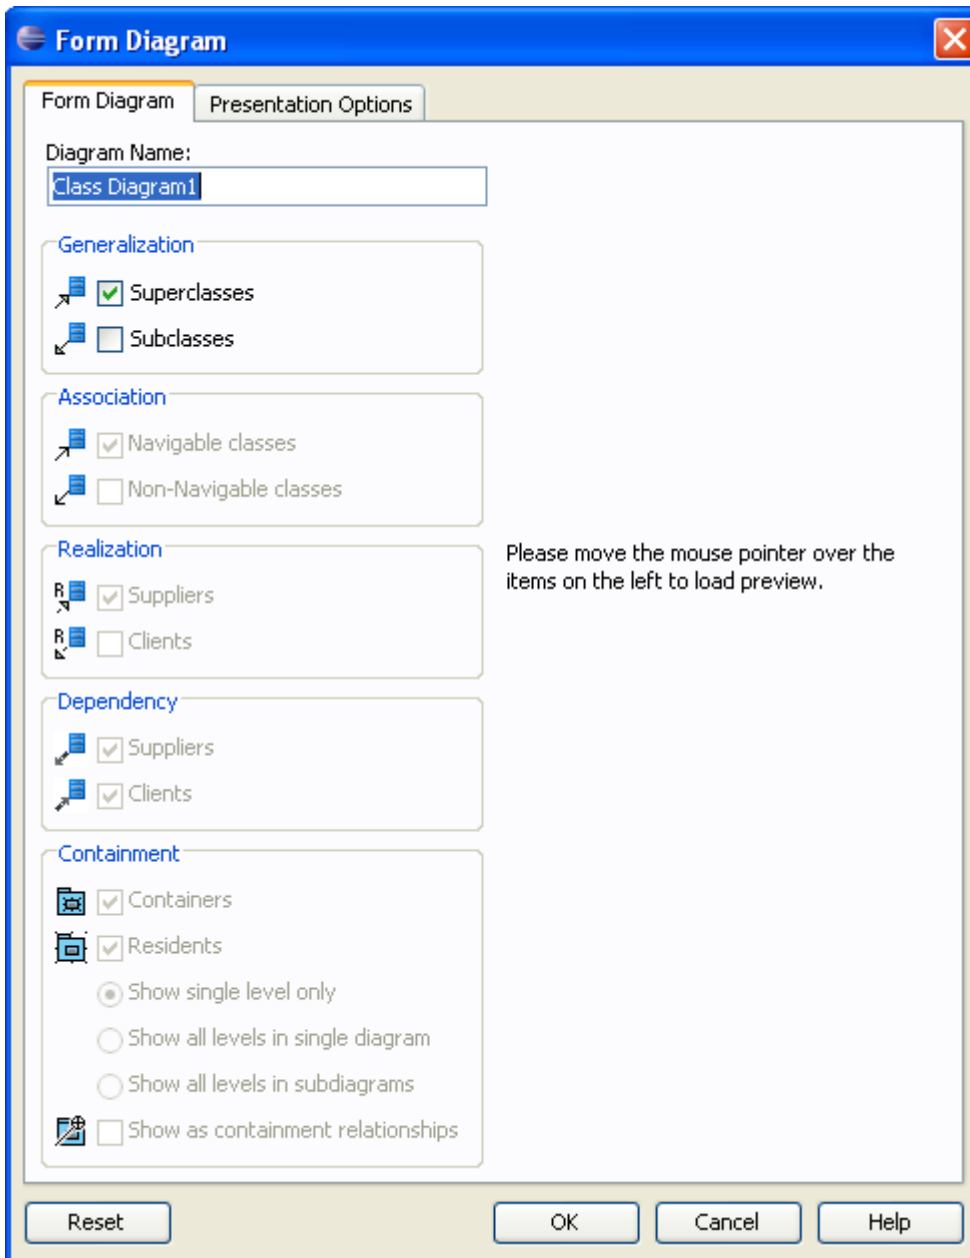 Form Diagram
Form Diagram
Presentation Options
Diagram Name:
Class Diagram1
Generalization
Superclasses
Subclasses
Association
Navigable classes
Non-Navigable classes
Realization
R Suppliers
R Clients
Please move the mouse pointer over the
items on the left to load preview.
Dependency
Suppliers
Clients
Containment
Containers
Residents
Show single level only
Show all levels in single diagram
Show all levels in subdiagrams
Show as containment relationships
Reset
OK
Cancel
Help